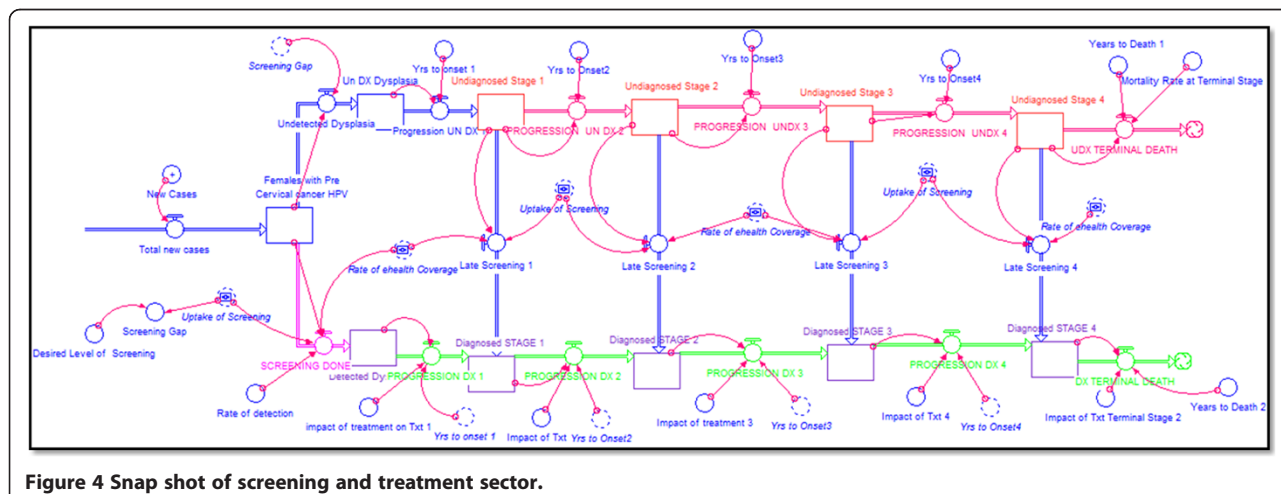 Screening Gap
Un DX Dysplasia
Yrs to onset 1
Undiagnosed Stage 1
Yrs to Onset2
Undiagnosed Stage 2
Yrs to Onset3
Undiagnosed Stage 3
Yrs to Onset4
Undiagnosed Stage 4
Years to Death 1
Mortality Rate at Terminal Stage
Undetected Dysplasia
Progression UN DX
PROGRESSION UN DX 2
PROGRESSION UNDX 3
PROGRESSION UNDX 4
UDX TERMINAL DEATH
New Cases
Females with Pre
Cervical cancer HPV
Total new cases
Uptake of Screening
Uptake of Screening
Rate of ehealth Coverage
Rate of ehealth Coverage
Rate of ehealth Coverage
Late Screening 1
Late Screening 2
Late Screening 3
Late Screening 4
Uptake of Screening
Screening Gap
Desired Level of Screening
SCREENING DONE
Detected Dy
Diagnosed STAGE 1
Diagnosed STAGE 2
Diagnosed STAGE 3
Diagnosed STAGE 4
PROGRESSION DX 1
PROGRESSION DX 2
PROGRESSION DX 3
PROGRESSION DX 4
DX TERMINAL DEATH
Rate of detection
impact of treatment on Txt 1
Yrs to onset 1
Impact of Txt
Yrs to Onset2
Impact of treatment 3
Yrs to Onset3
Impact of Txt 4
Yrs to Onset4
Impact of Txt Terminal Stage 2
Years to Death 2
Figure 4 Snap shot of screening and treatment sector.